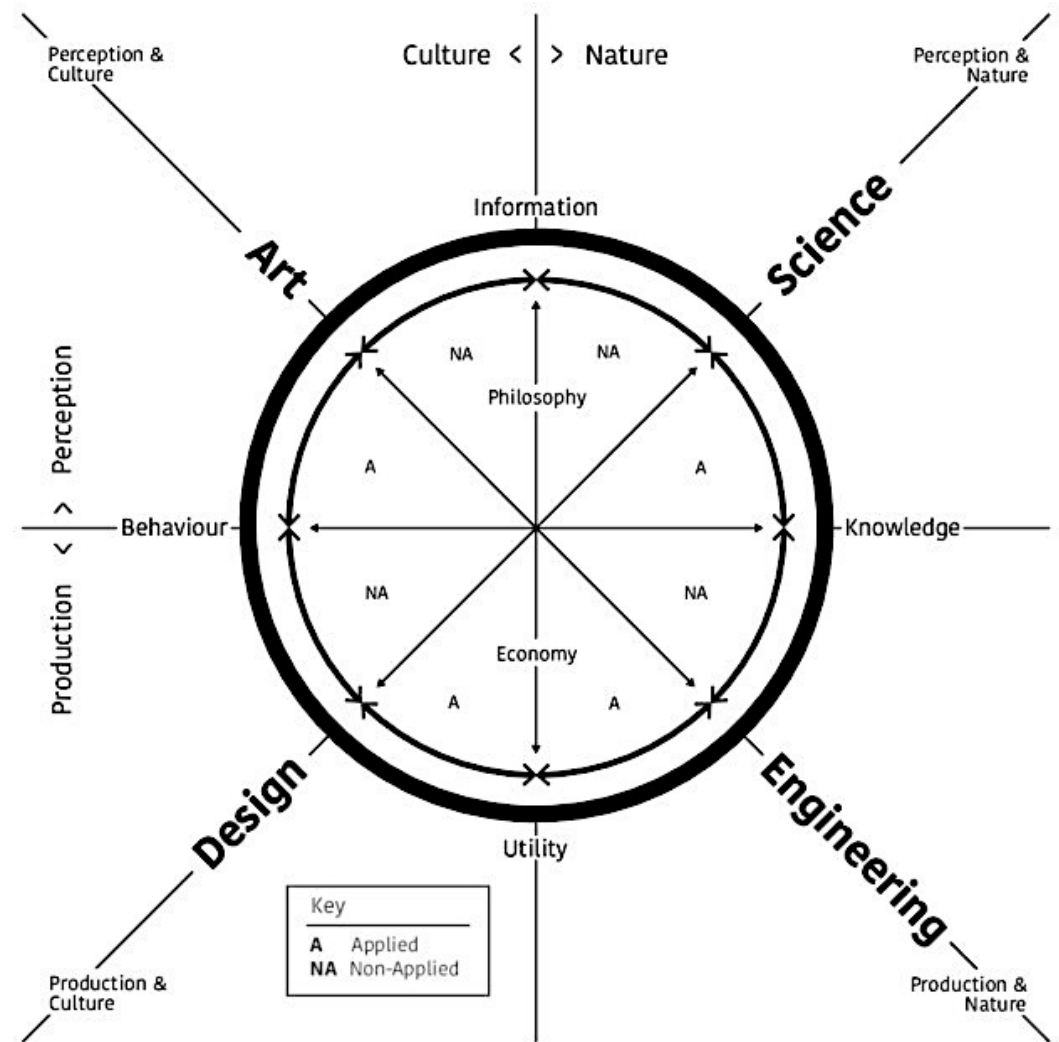 Perception &
Culture
Culture < > Nature
Perception &
Nature
Information
Art
Science
NA
NA
Philosophy
Production < > Perception
A
A
Behaviour
Knowledge
NA
NA
Economy
A
A
Design
Engineering
Utility
Key
A Applied
NA Non-Applied
Production &
Culture
Production &
Nature